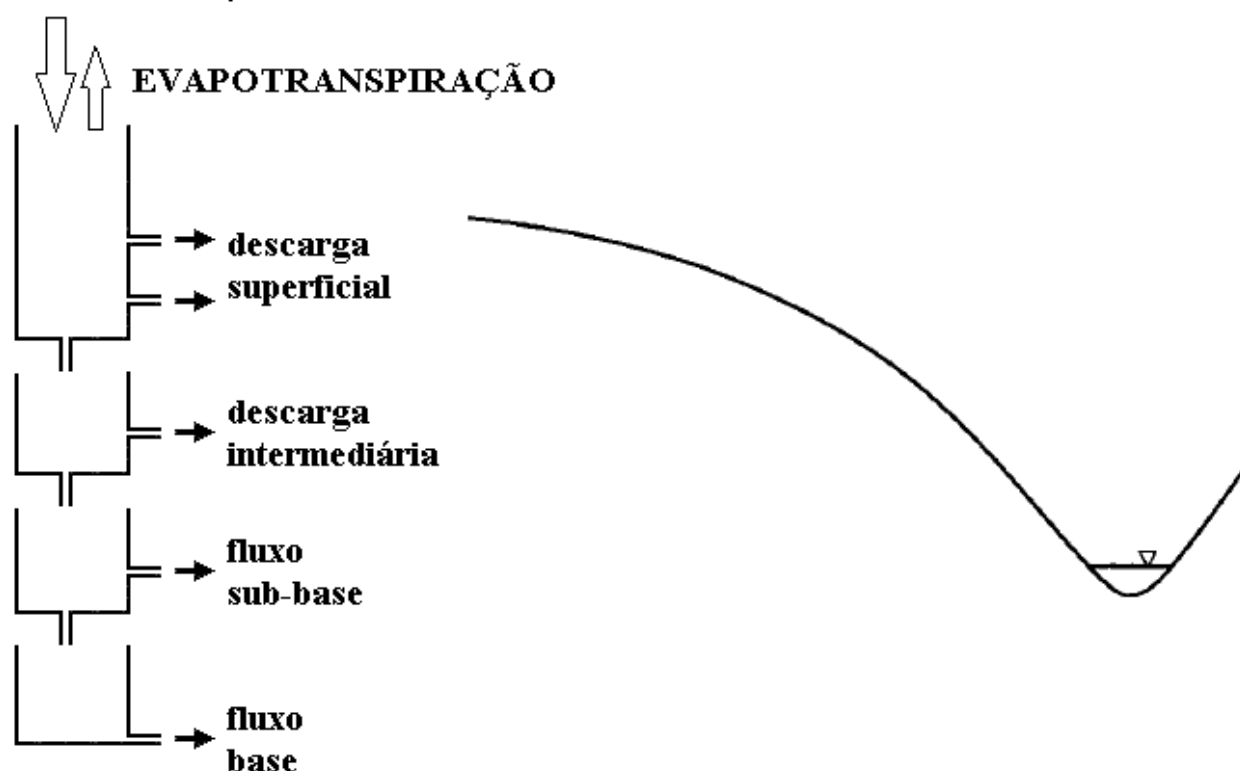 EVAPOTRANSPIRAÇÃO
descarga
superficial
descarga
intermediária
fluxo
sub-base
fluxo
base